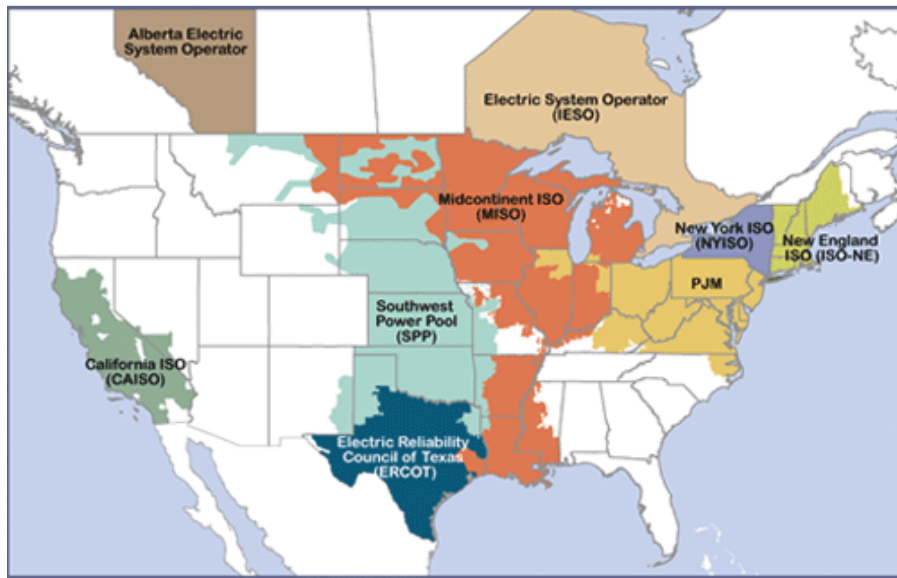 Alberta Electric
System Operator
Electric System Operator
(IESO)
Midcontinent ISO
(MISO)
New York ISO
(NYISO)
New England
ISO (ISO-NE)
PJM
Southwest
Power Pool
(SPP)
California ISO
(CAISO)
Electric Reliability
Council of Texas
(ERCOT)